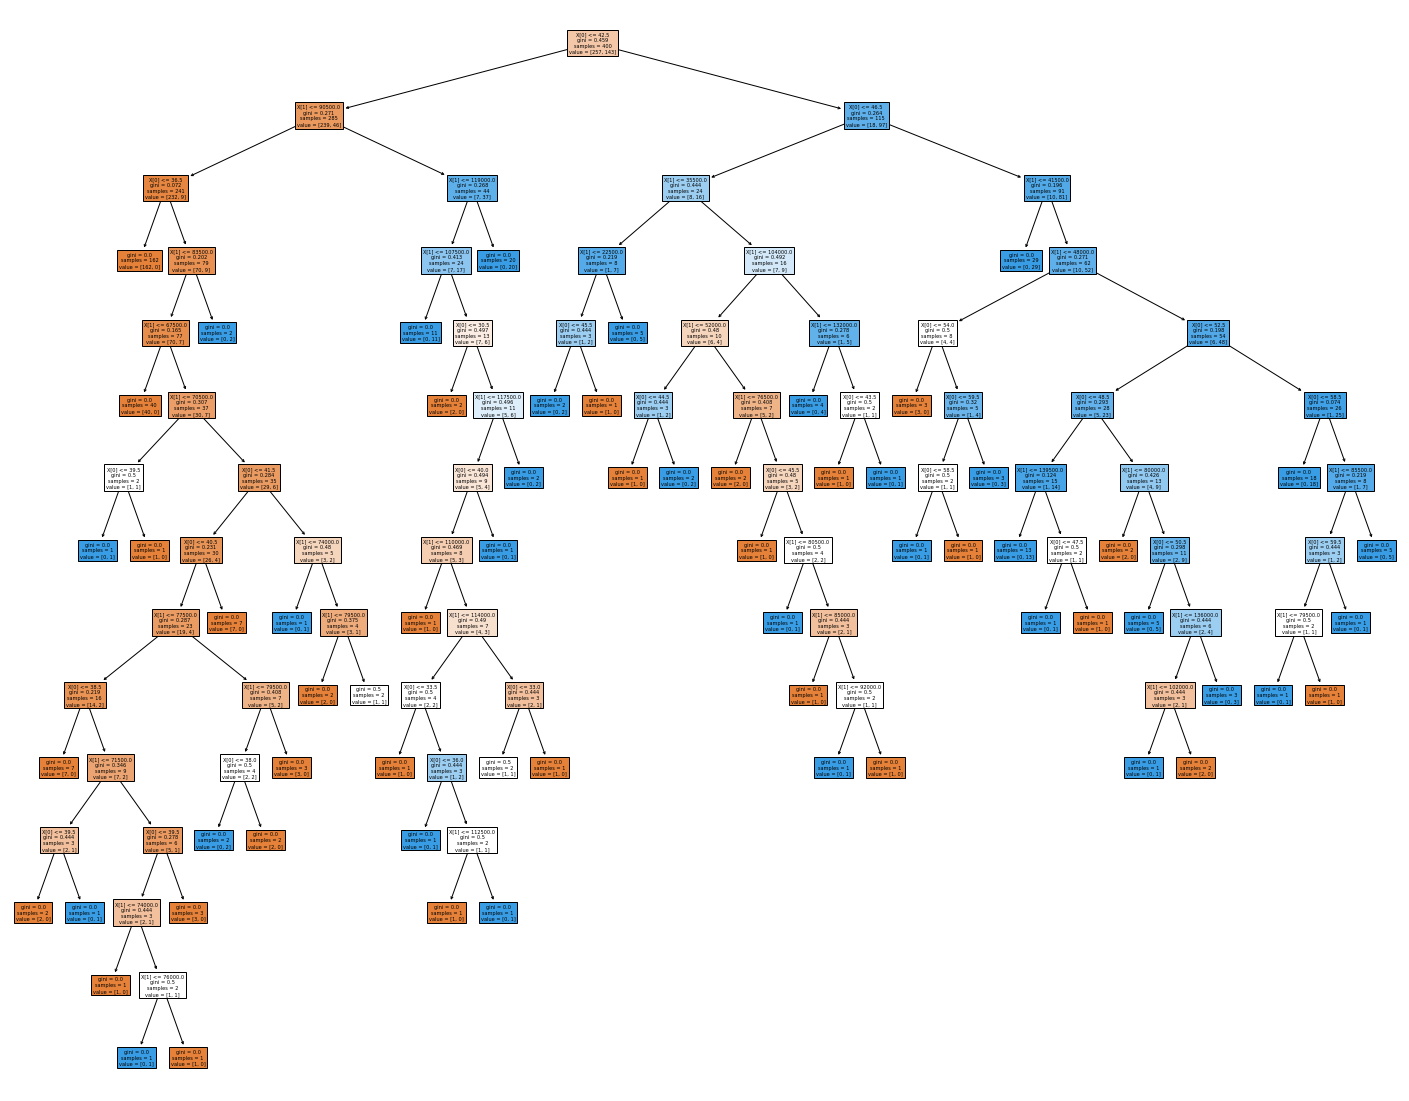 X[0] <= 42.5
gini = 0.459
samples = 400
value = [257, 143]
X[1] <= 90500.0
gini = 0.271
samples = 285
value = [239, 46]
X[0] <= 46.5
gini = 0.264
samples = 115
value = [18, 97]
X[0] <= 36.5
gini = 0.072
samples = 241
value = [232, 9]
X[1] <= 119000.0
gini = 0.268
samples = 44
value = [7, 37]
X[1] <= 35500.0
gini = 0.444
samples = 24
value = [8, 16]
X[1] <= 41500.0
gini = 0.196
samples = 91
value = [10, 81]
gini = 0.0
samples = 162
value = [162, 0]
X[1] <= 83500.0
gini = 0.202
samples = 79
value = [70, 9]
X[1] <= 107500.0
gini = 0.413
samples = 24
value = [7, 17]
gini = 0.0
samples = 20
value = [0, 20]
X[1] <= 22500.0
gini = 0.219
samples = 8
value = [1, 7]
X[1] <= 104000.0
gini = 0.492
samples = 16
value = [7, 9]
gini = 0.0
samples = 29
value = [0, 29]
X[1] <= 48000.0
gini = 0.271
samples = 62
value = [10, 52]
X[1] <= 67500.0
gini = 0.165
samples = 77
value = [70, 7]
gini = 0.0
samples = 2
value = [0, 2]
gini = 0.0
samples = 11
value = [0, 11]
X[0] <= 30.5
gini = 0.497
samples = 13
value = [7, 6]
X[0] <= 45.5
gini = 0.444
samples = 3
value = [1, 2]
gini = 0.0
samples = 5
value = [0, 5]
X[1] <= 52000.0
gini = 0.48
samples = 10
value = [6, 4]
X[1] <= 132000.0
gini = 0.278
samples = 6
value = [1, 5]
X[0] <= 54.0
gini = 0.5
samples = 8
value = [4, 4]
X[0] <= 52.5
gini = 0.198
samples = 54
value = [6, 48]
gini = 0.0
samples = 40
value = [40, 0]
X[1] <= 70500.0
gini = 0.307
samples = 37
value = [30, 7]
gini = 0.0
samples = 2
value = [2, 0]
X[1] <= 117500.0
gini = 0.496
samples = 11
value = [5, 6]
gini = 0.0
samples = 2
value = [0, 2]
gini = 0.0
samples = 1
value = [1, 0]
X[0] <= 44.5
gini = 0.444
samples = 3
value = [1, 2]
X[1] <= 76500.0
gini = 0.408
samples = 7
value = [5, 2]
gini = 0.0
samples = 4
value = [0, 4]
X[0] <= 43.5
gini = 0.5
samples = 2
value = [1, 1]
gini = 0.0
samples = 3
value = [3, 0]
X[0] <= 59.5
gini = 0.32
samples = 5
value = [1, 4]
X[0] <= 48.5
gini = 0.293
samples = 28
value = [5, 23]
X[0] <= 58.5
gini = 0.074
samples = 26
value = [1, 25]
X[0] <= 39.5
gini = 0.5
samples = 2
value = [1, 1]
X[0] <= 41.5
gini = 0.284
samples = 35
value = [29, 6]
X[0] <= 40.0
gini = 0.494
samples = 9
value = [5, 4]
gini = 0.0
samples = 2
value = [0, 2]
gini = 0.0
samples = 1
value = [1, 0]
gini = 0.0
samples = 2
value = [0, 2]
gini = 0.0
samples = 2
value = [2, 0]
X[0] <= 45.5
gini = 0.48
samples = 5
value = [3, 2]
gini = 0.0
samples = 1
value = [1, 0]
gini = 0.0
samples = 1
value = [0, 1]
X[0] <= 58.5
gini = 0.5
samples = 2
value = [1, 1]
gini = 0.0
samples = 3
value = [0, 3]
X[1] <= 139500.0
gini = 0.124
samples = 15
value = [1, 14]
X[1] <= 80000.0
gini = 0.426
samples = 13
value = [4, 9]
gini = 0.0
samples = 18
value = [0, 18]
X[1] <= 85500.0
gini = 0.219
samples = 8
value = [1, 7]
gini = 0.0
samples = 1
value = [0, 1]
gini = 0.0
samples = 1
value = [1, 0]
X[0] <= 40.5
gini = 0.231
samples = 30
value = [26, 4]
X[1] <= 74000.0
gini = 0.48
samples = 5
value = [3, 2]
X[1] <= 110000.0
gini = 0.469
samples = 8
value = [5, 3]
gini = 0.0
samples = 1
value = [0, 1]
gini = 0.0
samples = 1
value = [1, 0]
X[1] <= 80500.0
gini = 0.5
samples = 4
value = [2, 2]
gini = 0.0
samples = 1
value = [0, 1]
gini = 0.0
samples = 1
value = [1, 0]
gini = 0.0
samples = 13
value = [0, 13]
X[0] <= 47.5
gini = 0.5
samples = 2
value = [1, 1]
gini = 0.0
samples = 2
value = [2, 0]
X[0] <= 50.5
gini = 0.298
samples = 11
value = [2, 9]
X[0] <= 59.5
gini = 0.444
samples = 3
value = [1, 2]
gini = 0.0
samples = 5
value = [0, 5]
X[1] <= 77500.0
gini = 0.287
samples = 23
value = [19, 4]
gini = 0.0
samples = 7
value = [7, 0]
gini = 0.0
samples = 1
value = [0, 1]
X[1] <= 79500.0
gini = 0.375
samples = 4
value = [3, 1]
gini = 0.0
samples = 1
value = [1, 0]
X[1] <= 114000.0
gini = 0.49
samples = 7
value = [4, 3]
gini = 0.0
samples = 1
value = [0, 1]
X[1] <= 85000.0
gini = 0.444
samples = 3
value = [2, 1]
gini = 0.0
samples = 1
value = [0, 1]
gini = 0.0
samples = 1
value = [1, 0]
gini = 0.0
samples = 5
value = [0, 5]
X[1] <= 136000.0
gini = 0.444
samples = 6
value = [2, 4]
X[1] <= 79500.0
gini = 0.5
samples = 2
value = [1, 1]
gini = 0.0
samples = 1
value = [0, 1]
X[0] <= 38.5
gini = 0.219
samples = 16
value = [14, 2]
X[1] <= 79500.0
gini = 0.408
samples = 7
value = [5, 2]
gini = 0.0
samples = 2
value = [2, 0]
gini = 0.5
samples = 2
value = [1, 1]
X[0] <= 33.5
gini = 0.5
samples = 4
value = [2, 2]
X[0] <= 33.0
gini = 0.444
samples = 3
value = [2, 1]
gini = 0.0
samples = 1
value = [1, 0]
X[1] <= 92000.0
gini = 0.5
samples = 2
value = [1, 1]
X[1] <= 102000.0
gini = 0.444
samples = 3
value = [2, 1]
gini = 0.0
samples = 3
value = [0, 3]
gini = 0.0
samples = 1
value = [0, 1]
gini = 0.0
samples = 1
value = [1, 0]
gini = 0.0
samples = 7
value = [7, 0]
X[1] <= 71500.0
gini = 0.346
samples = 9
value = [7, 2]
X[0] <= 38.0
gini = 0.5
samples = 4
value = [2, 2]
gini = 0.0
samples = 3
value = [3, 0]
gini = 0.0
samples = 1
value = [1, 0]
X[0] <= 36.0
gini = 0.444
samples = 3
value = [1, 2]
gini = 0.5
samples = 2
value = [1, 1]
gini = 0.0
samples = 1
value = [1, 0]
gini = 0.0
samples = 1
value = [0, 1]
gini = 0.0
samples = 1
value = [1, 0]
gini = 0.0
samples = 1
value = [0, 1]
gini = 0.0
samples = 2
value = [2, 0]
X[0] <= 39.5
gini = 0.444
samples = 3
value = [2, 1]
X[0] <= 39.5
gini = 0.278
samples = 6
value = [5, 1]
gini = 0.0
samples = 2
value = [0, 2]
gini = 0.0
samples = 2
value = [2, 0]
gini = 0.0
samples = 1
value = [0, 1]
X[1] <= 112500.0
gini = 0.5
samples = 2
value = [1, 1]
gini = 0.0
samples = 2
value = [2, 0]
gini = 0.0
samples = 1
value = [0, 1]
X[1] <= 74000.0
gini = 0.444
samples = 3
value = [2, 1]
gini = 0.0
samples = 3
value = [3, 0]
gini = 0.0
samples = 1
value = [1, 0]
gini = 0.0
samples = 1
value = [0, 1]
gini = 0.0
samples = 1
value = [1, 0]
X[1] <= 76000.0
gini = 0.5
samples = 2
value = [1, 1]
gini = 0.0
samples = 1
value = [0, 1]
gini = 0.0
samples = 1
value = [1, 0]